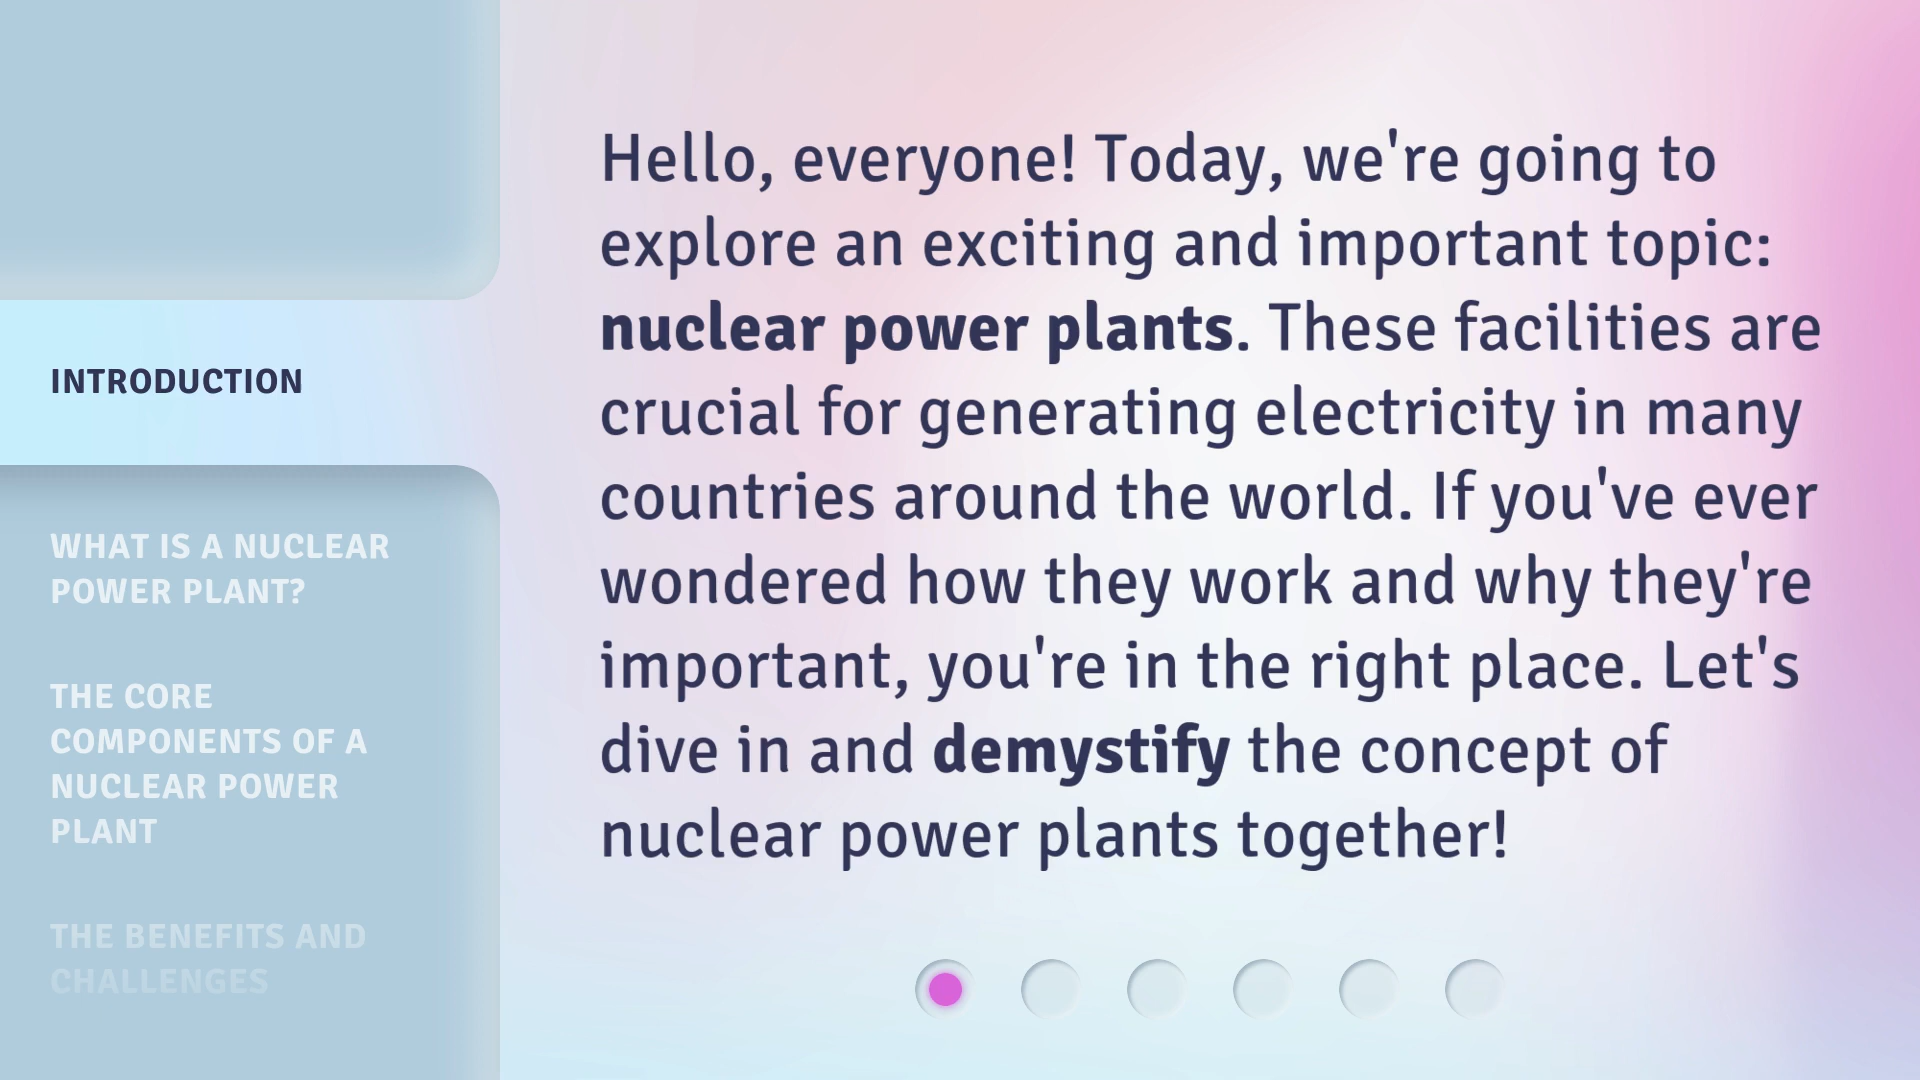 INTRODUCTION
WHAT IS A NUCLEAR
POWER PLANT?
THE CORE
COMPONENTS OF A
NUCLEAR POWER
PLANT
THE BENEFITS AND
CHALLENGES
Hello, everyone! Today, we're going to
explore an exciting and important topic:
nuclear power plants. These facilities are
crucial for generating electricity in many
countries around the world. If you've ever
wondered how they work and why they're
important, you're in the right place. Let's
dive in and demystify the concept of
nuclear power plants together!